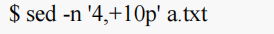 $ sed -n '4,+10p' a.txt